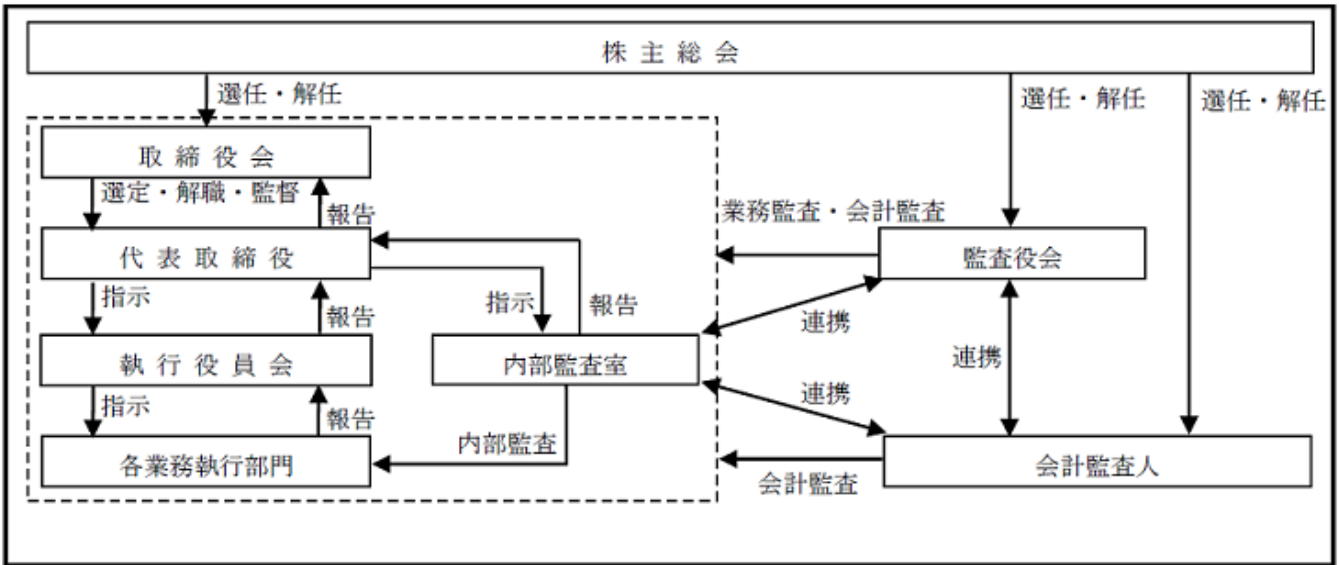 株主総会
選任・解任
選任・解任
選任・解任
取締役会
選定・解職・監督
報告
業務監査・会計監査
代表取締役
監査役会
指示
報告
指示
報告
連携
執行役員会
内部監査室
連携
連携
指示
報告
内部監査
各業務執行部門
会計監査人
会計監査